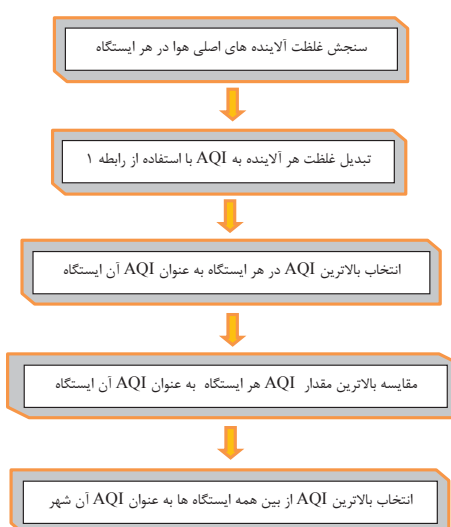 سنجش غلظت آلاینده های اصلی هوا در هر ایستگاه
تبدیل غلظت هر آلاینده به AQI با استفاده از رابطه ۱
انتخاب بالاترین AQI در هر ایستگاه به عنوان AQI آن ایستگاه
مقایسه بالاترین مقدار AQI هر ایستگاه به عنوان AQI آن ایستگاه
انتخاب بالاترین AQI از بین همه ایستگاه ها به عنوان AQI آن شهر